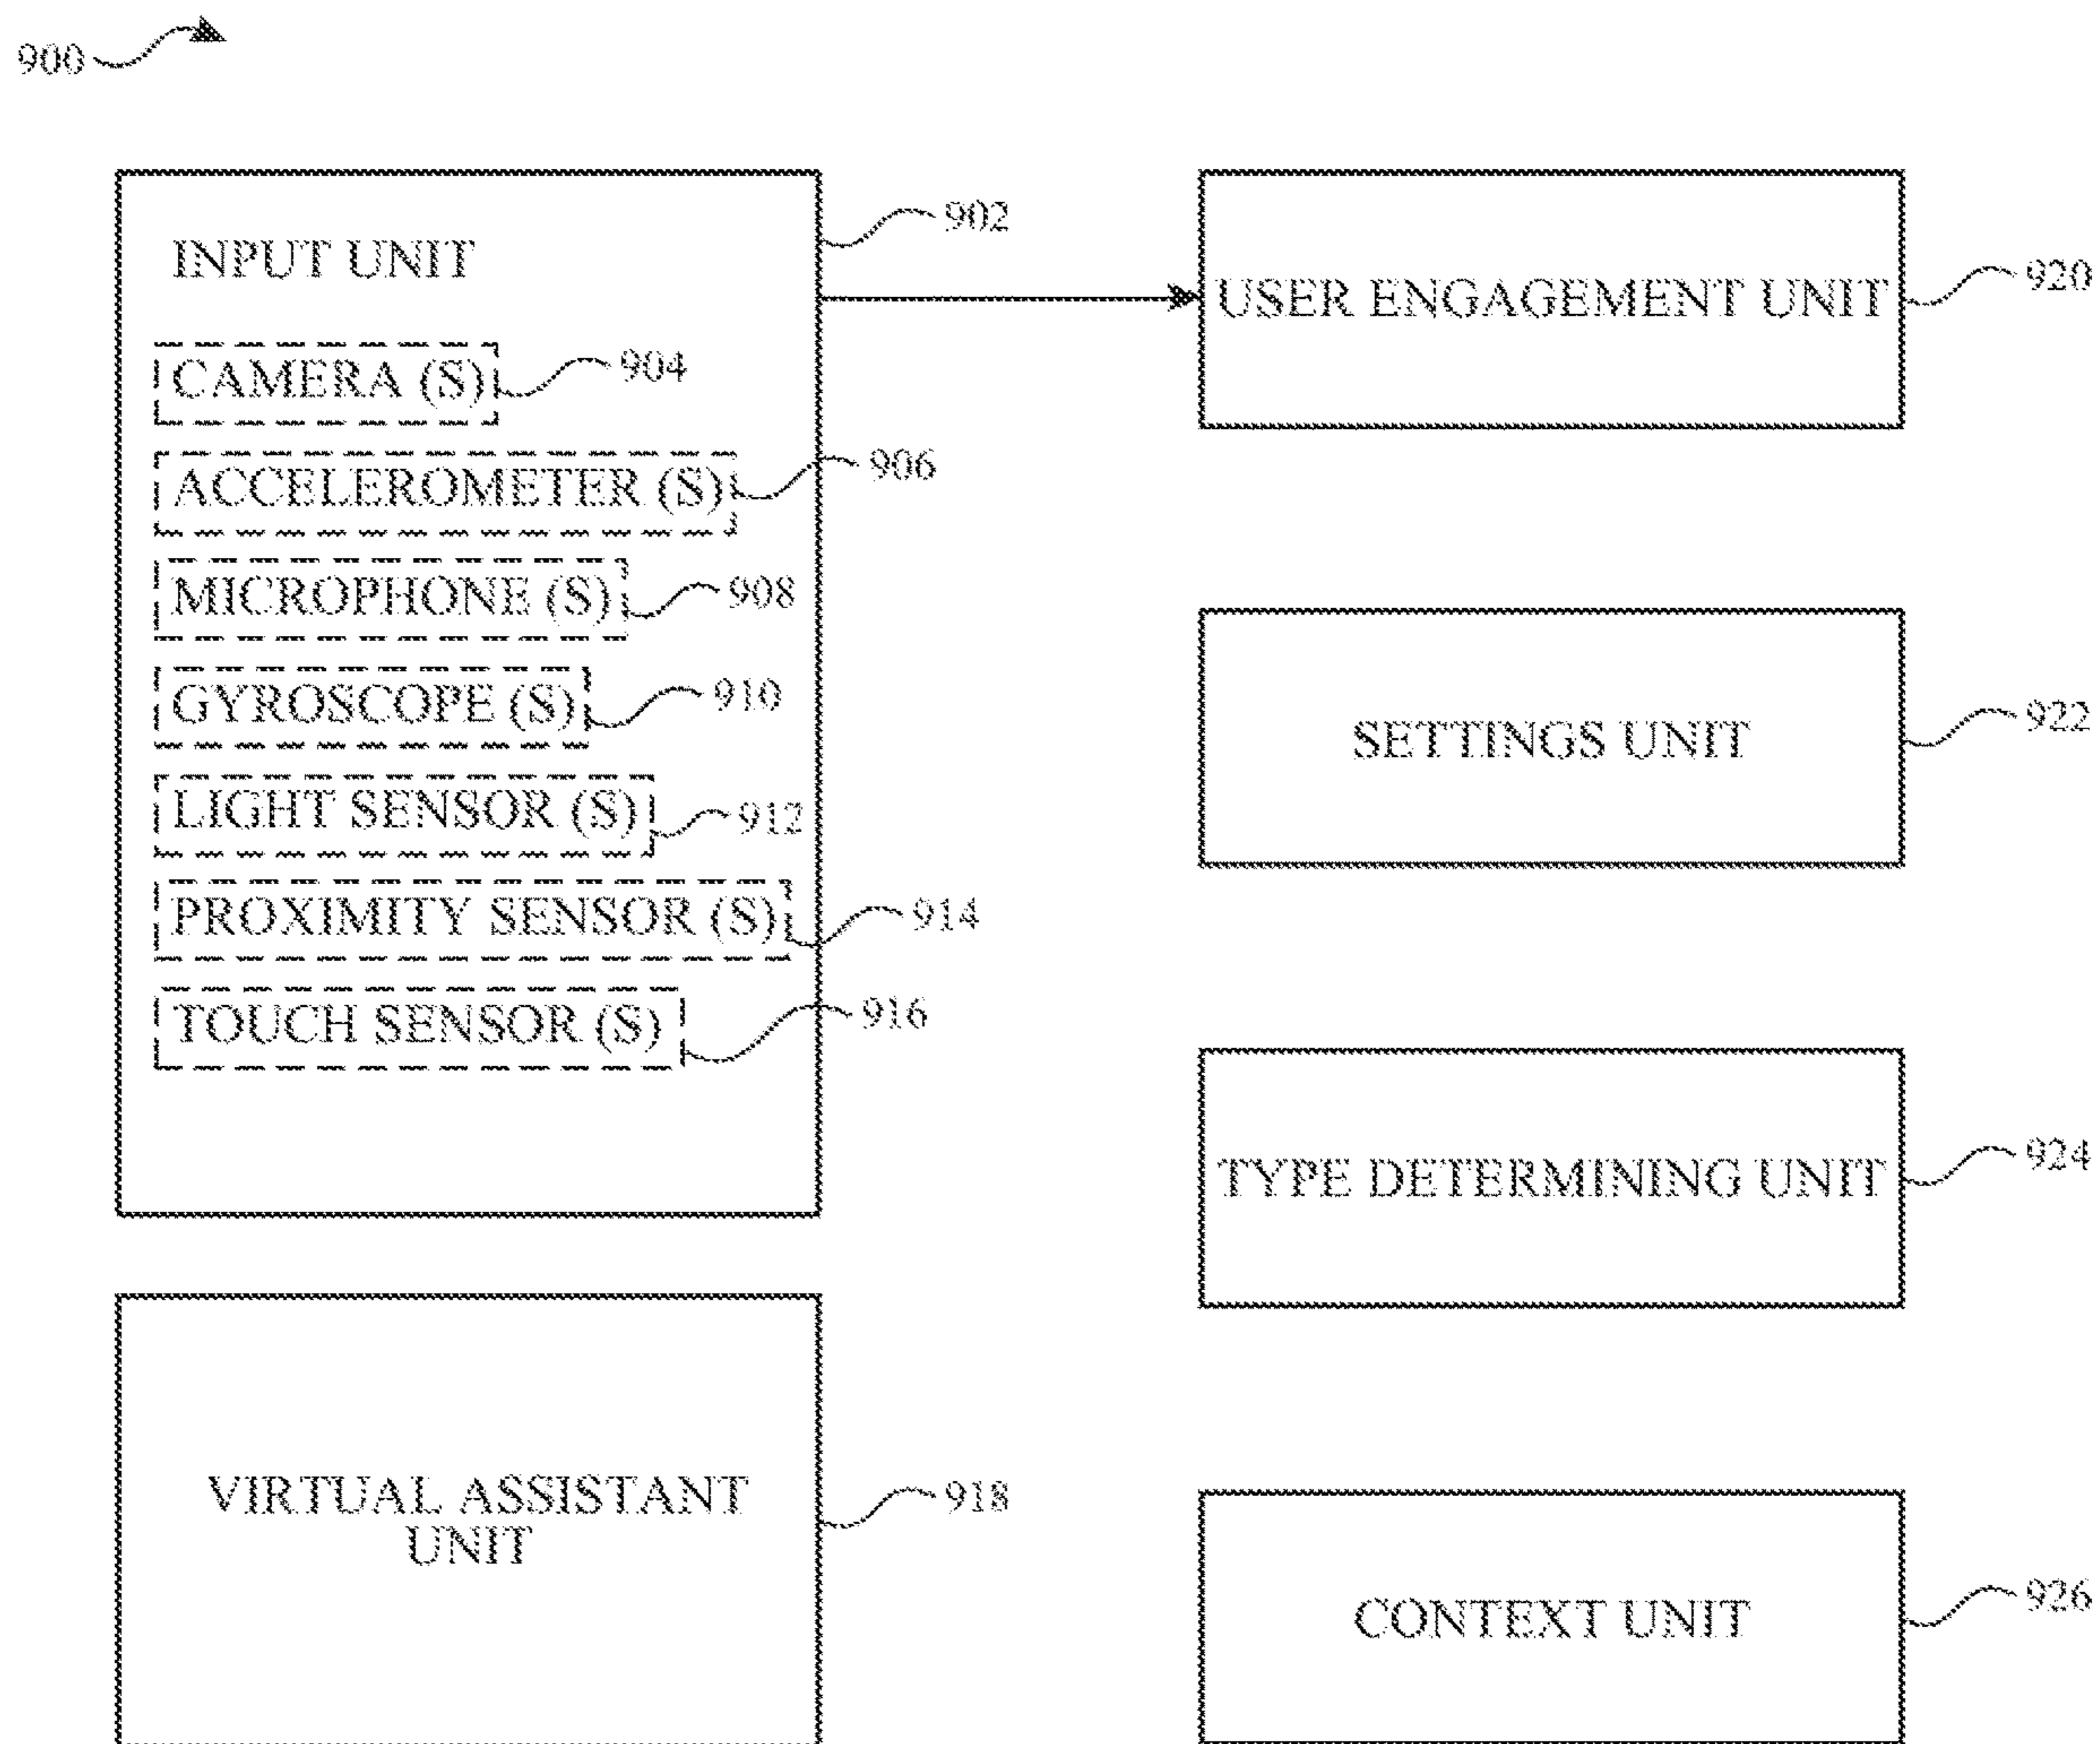 900
INPUT UNIT
902
CAMERA (S)
904
ACCELEROMETER (S)
906
MICROPHONE (S)
908
GYROSCOPE (S)
910
LIGHT SENSOR (S)
912
PROXIMITY SENSOR (S)
914
TOUCH SENSOR (S)
916
VIRTUAL ASSISTANT
UNIT
918
USER ENGAGEMENT UNIT
920
SETTINGS UNIT
922
TYPE DETERMINING UNIT
924
CONTEXT UNIT
926